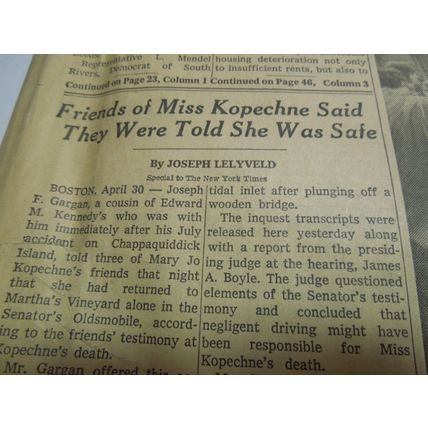 Representative L. Mendel
Rivers, Democrat of South
Continued on Page 23, Column 1
housing deterioration not only
to insufficient rents, but also to
Continued on Page 46, Column 3
Friends of Miss Kopechne Said
They Were Told She Was Safe
By JOSEPH LELYVELD
Special to The New York Times
BOSTON, April 30 — Joseph
F. Gargan, a cousin of Edward
M. Kennedy's who was with
him immediately after his July
accident on Chappaquiddick
Island, told three of Mary Jo
Kopechne's friends that night
that she had returned to
Martha's Vineyard alone in the
Senator's Oldsmobile, accord-
ing to the friends' testimony at
Kopechne's death.
Mr. Gargan offered this
tidal inlet after plunging off a
wooden bridge.
The inquest transcripts were
released here yesterday along
with a report from the presid-
ing judge at the hearing, James
A. Boyle. The judge questioned
elements of the Senator's testi-
mony and concluded that
negligent driving might have
been responsible for Miss
Kopechne's death.